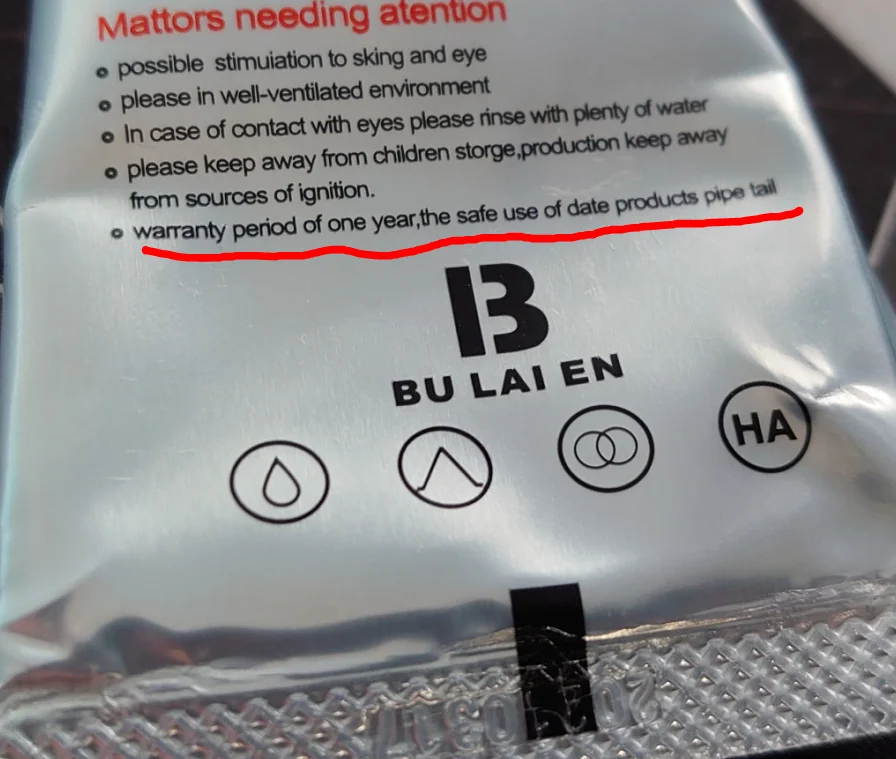 Mattors needing atention
possible stimuiation to sking and eye
please in well-ventilated environment
In case of contact with eyes please rinse with plenty of water
please keep away from children storge,production keep away
from sources of ignition.
warranty period of one year,the safe use of date products pipe tail
B
BU LAI EN
HA